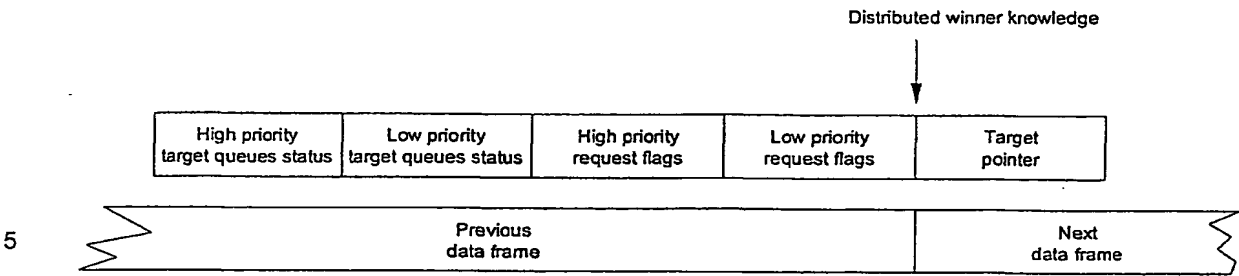 Distributed winner knowledge
High priority
target queues status
Low priority
target queues status
High priority
request flags
Low priority
request flags
Target
pointer
5
Previous
data frame
Next
data frame